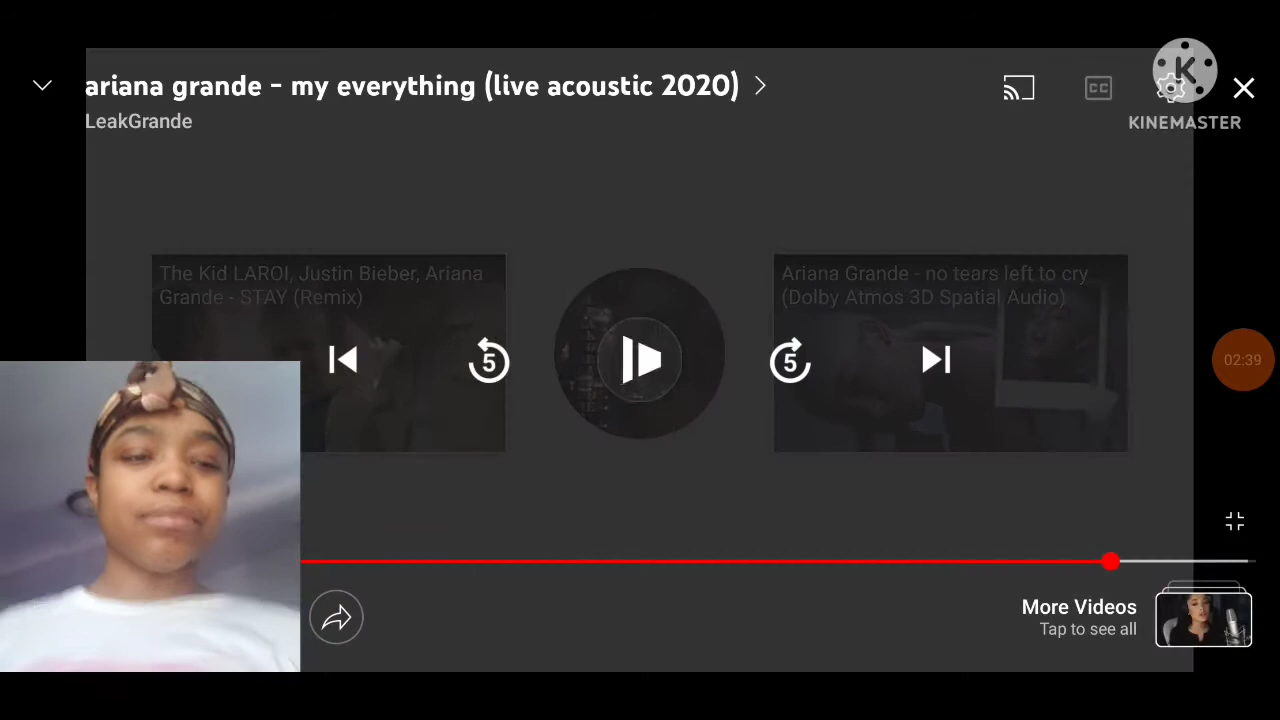 ariana grande - my everything (live acoustic 2020)
LeakGrande
CC
K
KINEMASTER
The Kid LAROI, Justin Bieber, Ariana
Grande - STAY (Remix)
Ariana Grande - no tears left to cry
(Dolby Atmos 3D Spatial Audio)
5
5
02:39
More Videos
Tap to see all